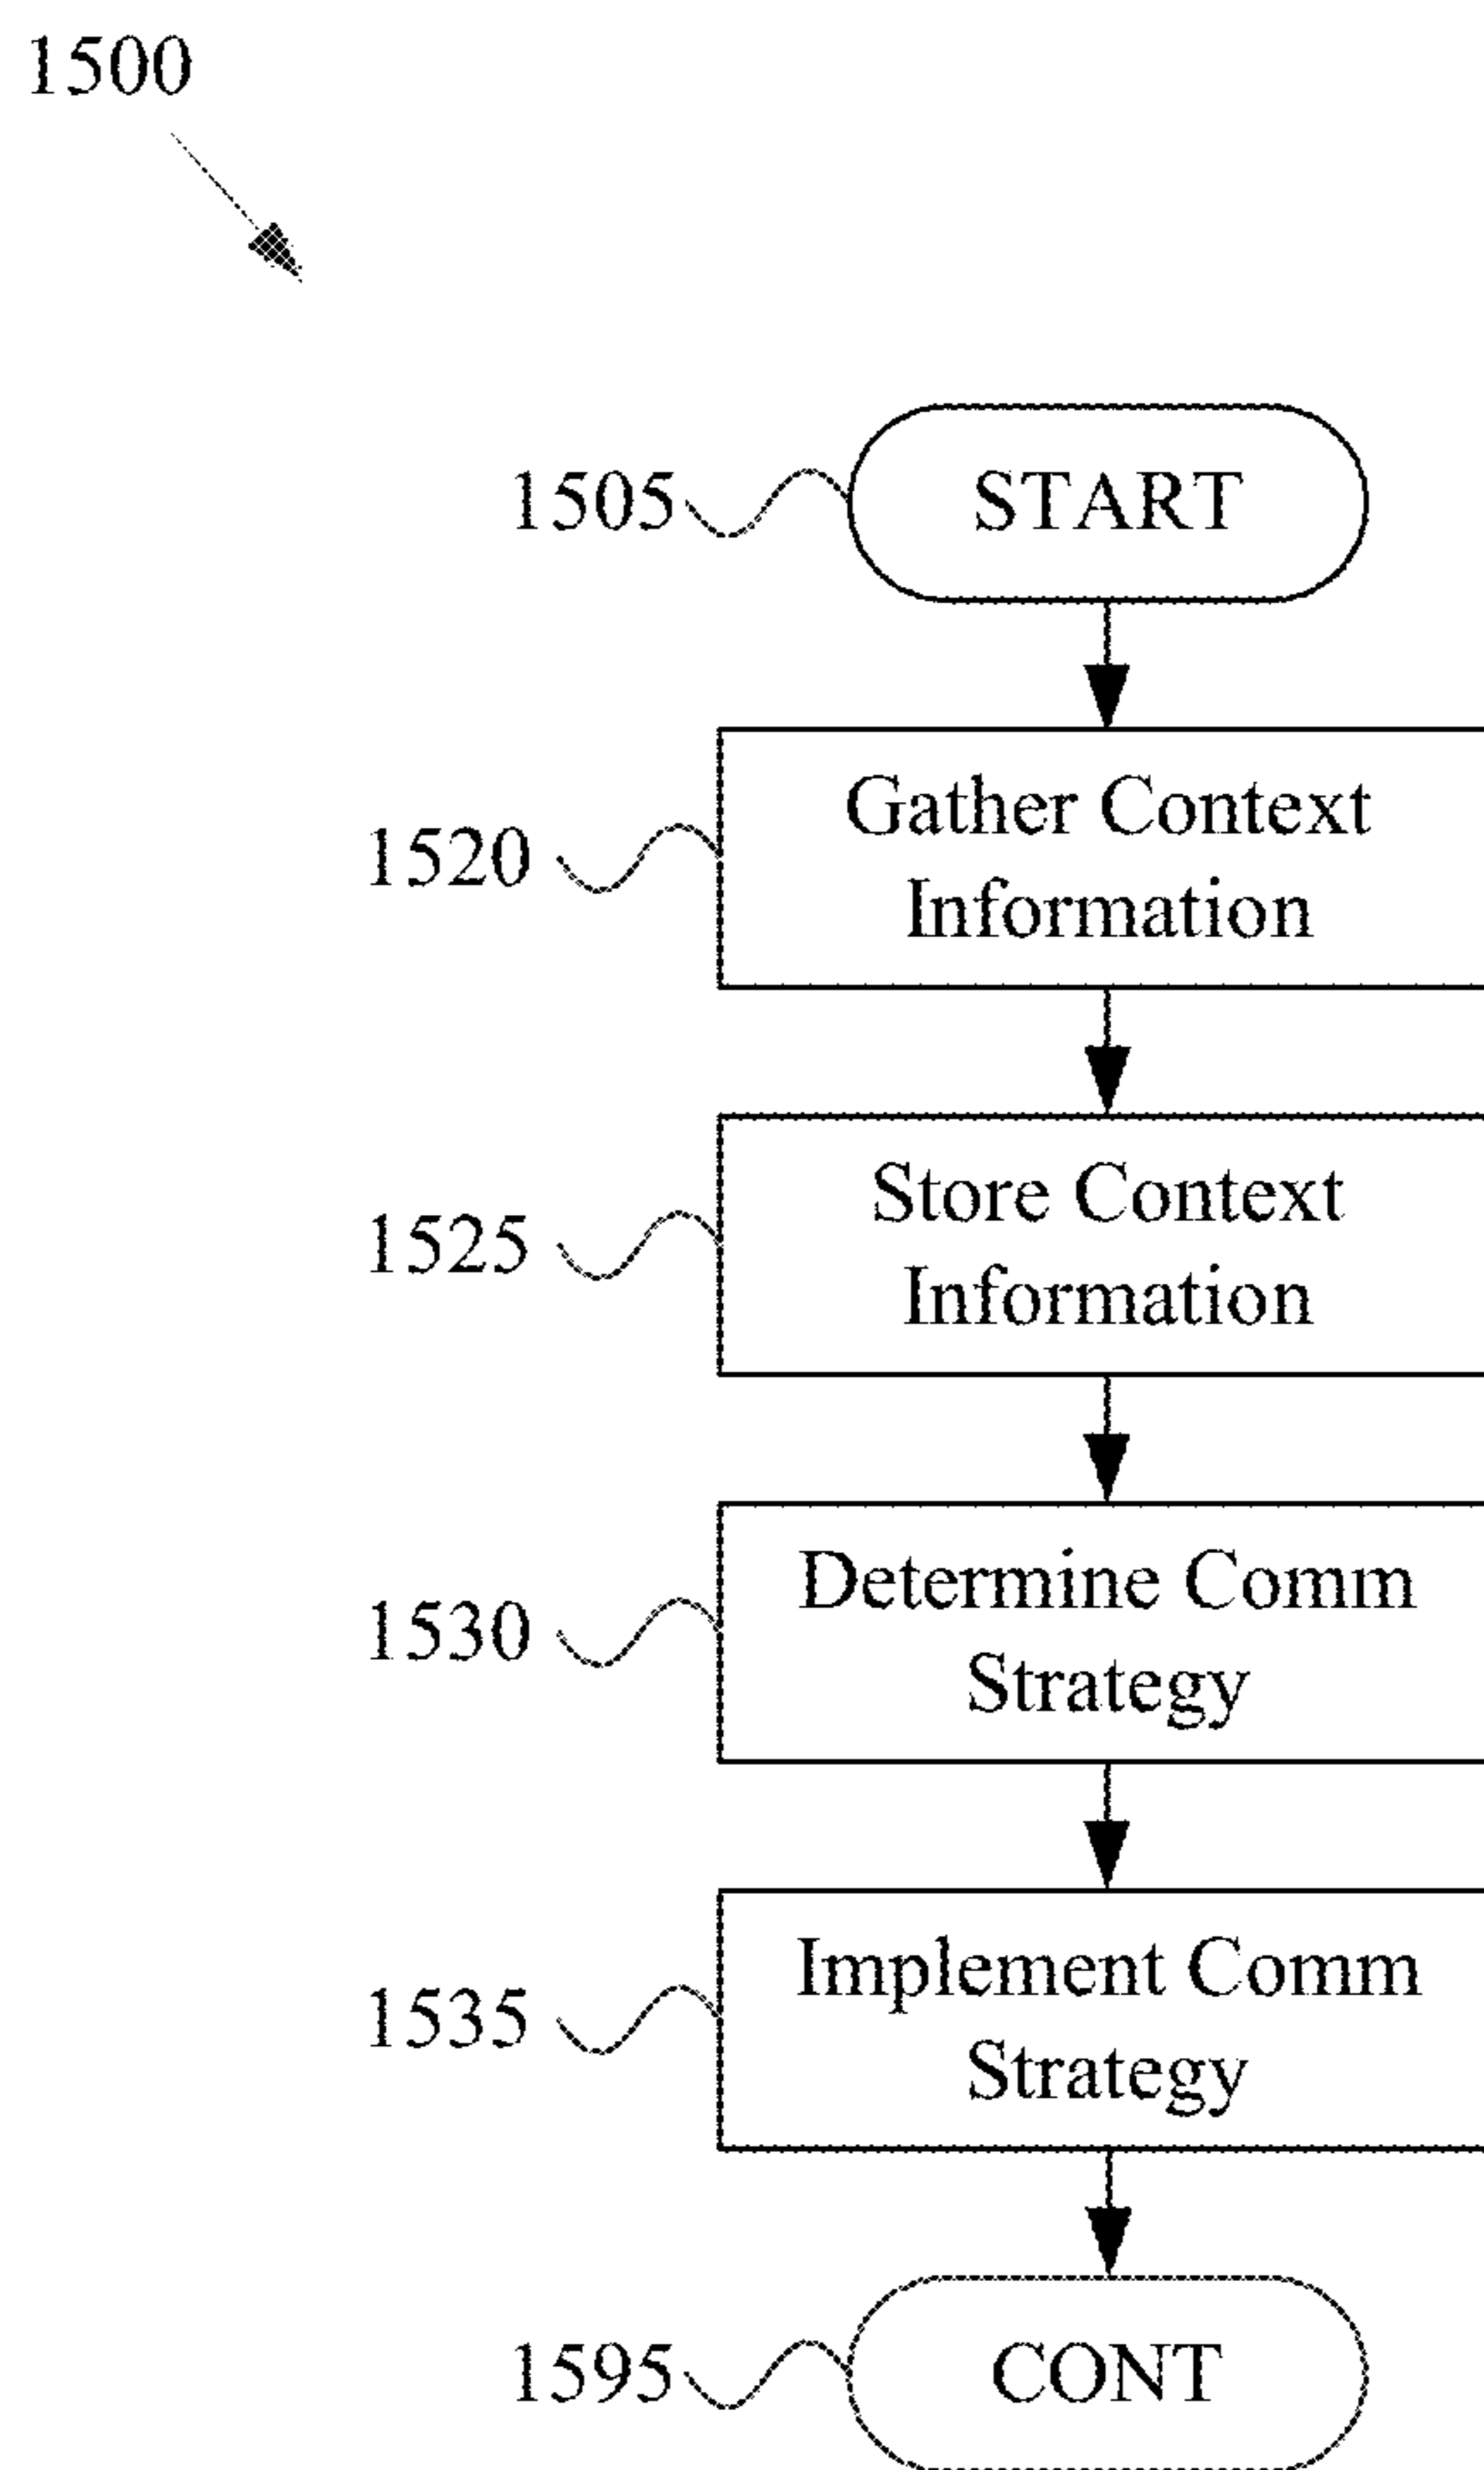 1500
1505 START
1520 Gather Context
Information
1525 Store Context
Information
1530 Determine Comm
Strategy
1535 Implement Comm
Strategy
1595 CONT